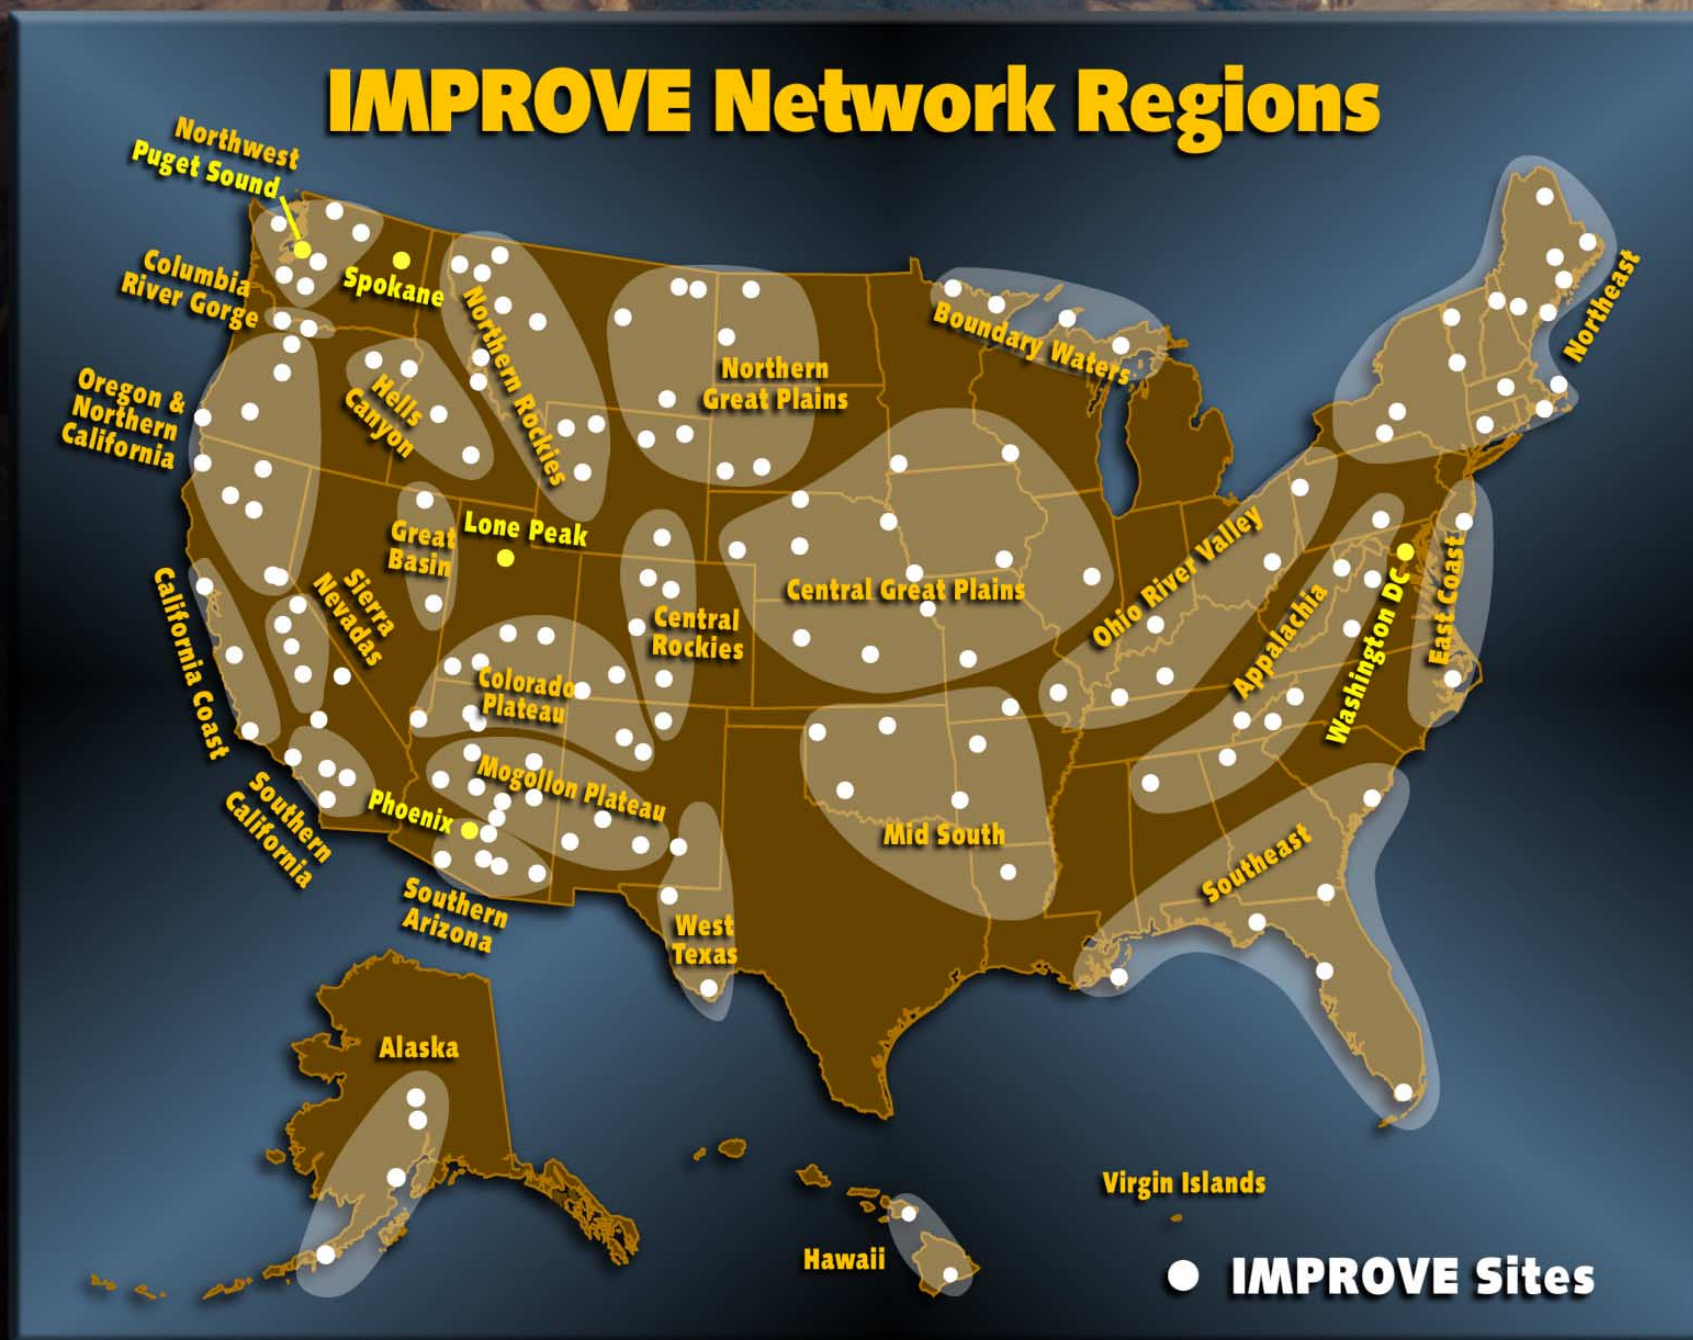 IMPROVE Network Regions
Northwest
Puget Sound
Columbia
River Gorge
Spokane
Northern Rockies
Boundary Waters
Northeast
Oregon &
Northern
California
Hells
Canyon
Northern
Great Plains
Great
Basin
Lone Peak
Sierra
Nevadas
California Coast
Central
Rockies
Central Great Plains
Ohio River Valley
Appalachia
Washington DC
East Coast
Colorado
Plateau
Mogollon Plateau
Phoenix
Southern
California
Southern
Arizona
West
Texas
Mid South
Southeast
Alaska
Hawaii
Virgin Islands
IMPROVE Sites